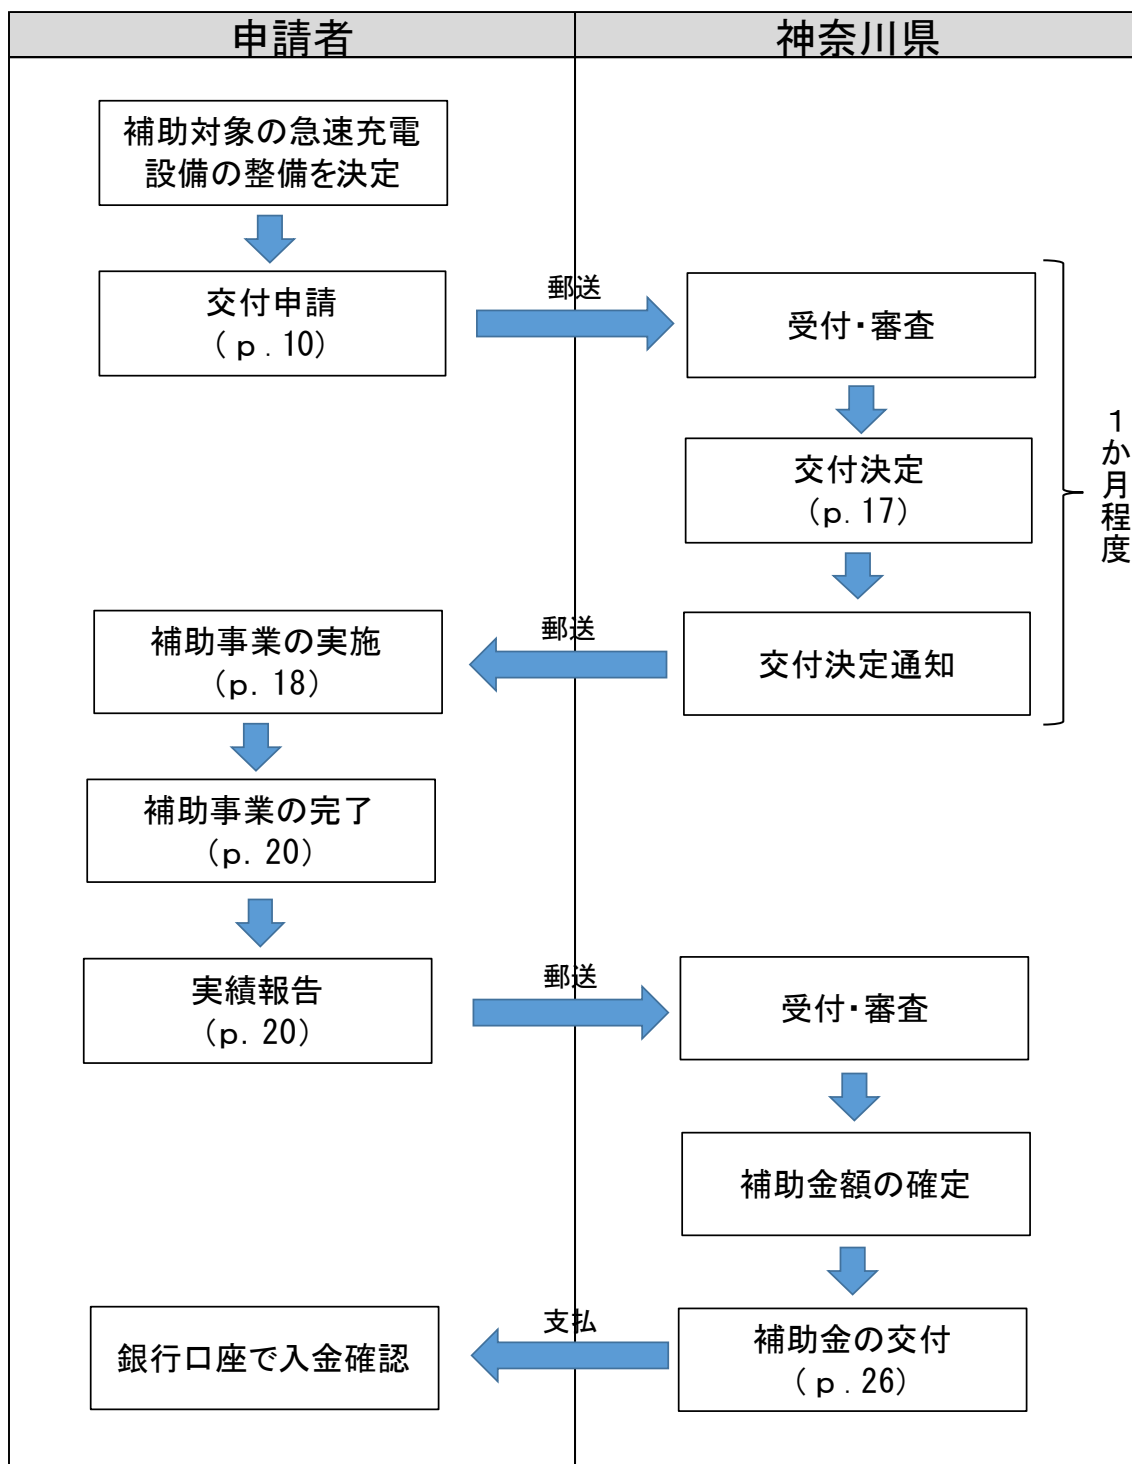 申請者
神奈川県
補助対象の急速充電
設備の整備を決定
交付申請
(p.10)
郵送
受付・審査
交付決定
(p.17)
1か月程度
交付決定通知
郵送
補助事業の実施
(p.18)
補助事業の完了
(p.20)
実績報告
(p.20)
郵送
受付・審査
補助金額の確定
補助金の交付
(p.26)
支払
銀行口座で入金確認